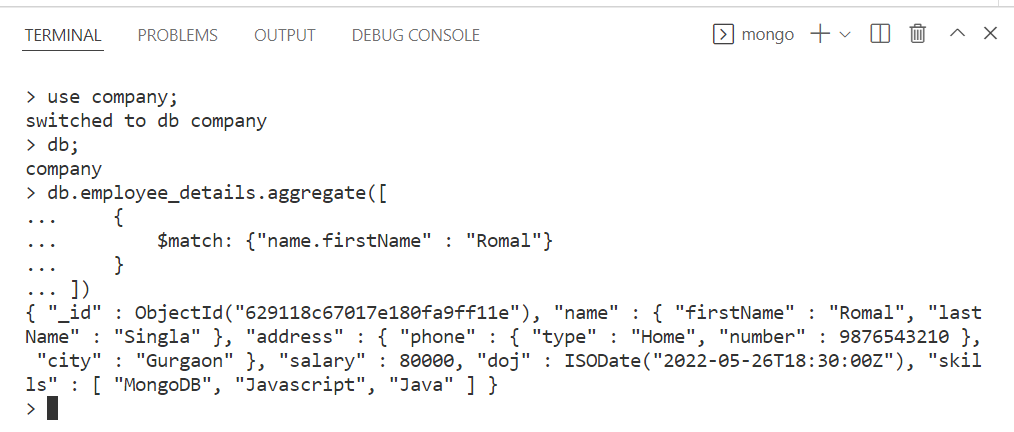 TERMINAL PROBLEMS OUTPUT DEBUG CONSOLE mongo
> use company;
switched to db company
> db;
company
> db.employee_details.aggregate([
...     {
...         $match: {"name.firstName" : "Romal"}
...     }
... ])
{ "_id" : ObjectId("629118c67017e180fa9ff11e"), "name" : { "firstName" : "Romal", "last
Name" : "Singla" }, "address" : { "phone" : { "type" : "Home", "number" : 9876543210 },
 "city" : "Gurgaon" }, "salary" : 80000, "doj" : ISODate("2022-05-26T18:30:00Z"), "skil
ls" : [ "MongoDB", "Javascript", "Java" ] }
>